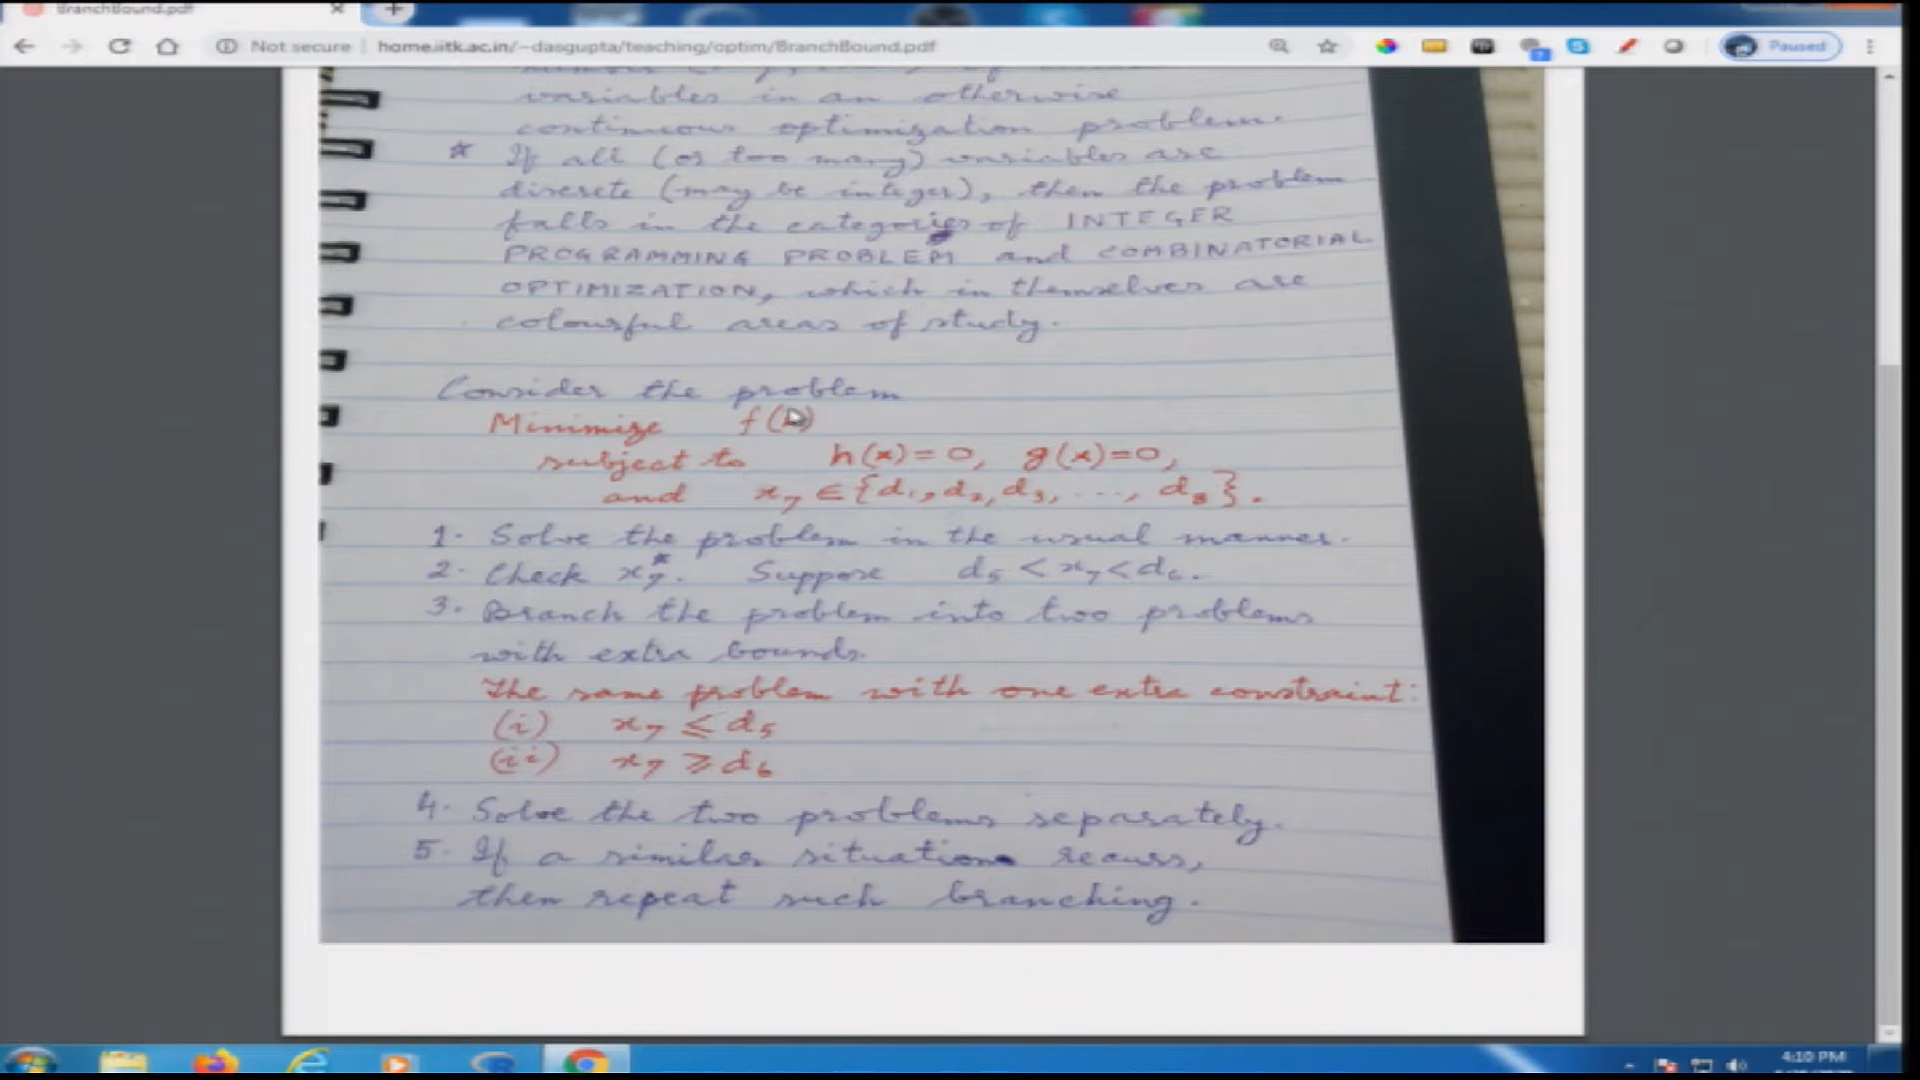 BranchBound.pdf
Not secure | home.iitk.ac.in/~dasgupta/teaching/optim/BranchBound.pdf
Paused
variables in an otherwise
continuous optimization problem.
* If all (or too many) variables are
discrete (may be integer), then the problem
falls in the categories of INTEGER
PROGRAMMING PROBLEM and COMBINATORIAL
OPTIMIZATION, which in themselves are
colourful areas of study.
Consider the problem
Minimize f(x)
subject to h(x)=0, g(x)=0,
and x₇ ∈ {d₁, d₂, d₃, ..., d₈}.
1. Solve the problem in the usual manner.
2. Check x₇*. Suppose d₅ < x₇ < d₆.
3. Branch the problem into two problems
with extra bounds.
The same problem with one extra constraint:
(i) x₇ ≤ d₅
(ii) x₇ ≥ d₆
4. Solve the two problems separately.
5. If a similar situation recurs,
then repeat such branching.
4:10 PM